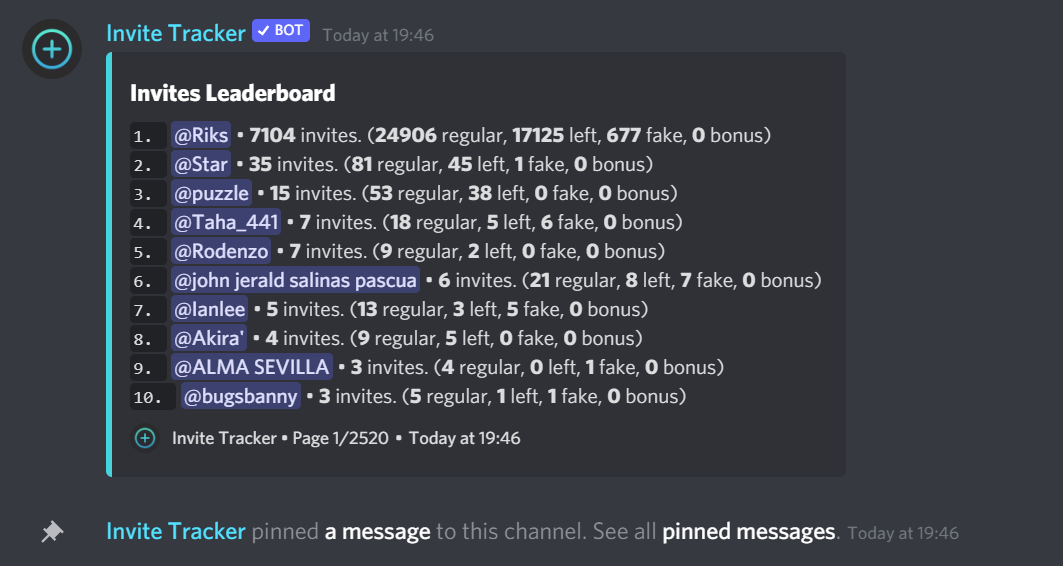 Invite Tracker ✓ BOT Today at 19:46
Invites Leaderboard
1. @Riks • 7104 invites. (24906 regular, 17125 left, 677 fake, 0 bonus)
2. @Star • 35 invites. (81 regular, 45 left, 1 fake, 0 bonus)
3. @puzzle • 15 invites. (53 regular, 38 left, 0 fake, 0 bonus)
4. @Taha_441 • 7 invites. (18 regular, 5 left, 6 fake, 0 bonus)
5. @Rodenzo • 7 invites. (9 regular, 2 left, 0 fake, 0 bonus)
6. @john jerald salinas pascua • 6 invites. (21 regular, 8 left, 7 fake, 0 bonus)
7. @lanlee • 5 invites. (13 regular, 3 left, 5 fake, 0 bonus)
8. @Akira' • 4 invites. (9 regular, 5 left, 0 fake, 0 bonus)
9. @ALMA SEVILLA • 3 invites. (4 regular, 0 left, 1 fake, 0 bonus)
10. @bugsbanny • 3 invites. (5 regular, 1 left, 1 fake, 0 bonus)
Invite Tracker • Page 1/2520 • Today at 19:46
Invite Tracker pinned a message to this channel. See all pinned messages. Today at 19:46